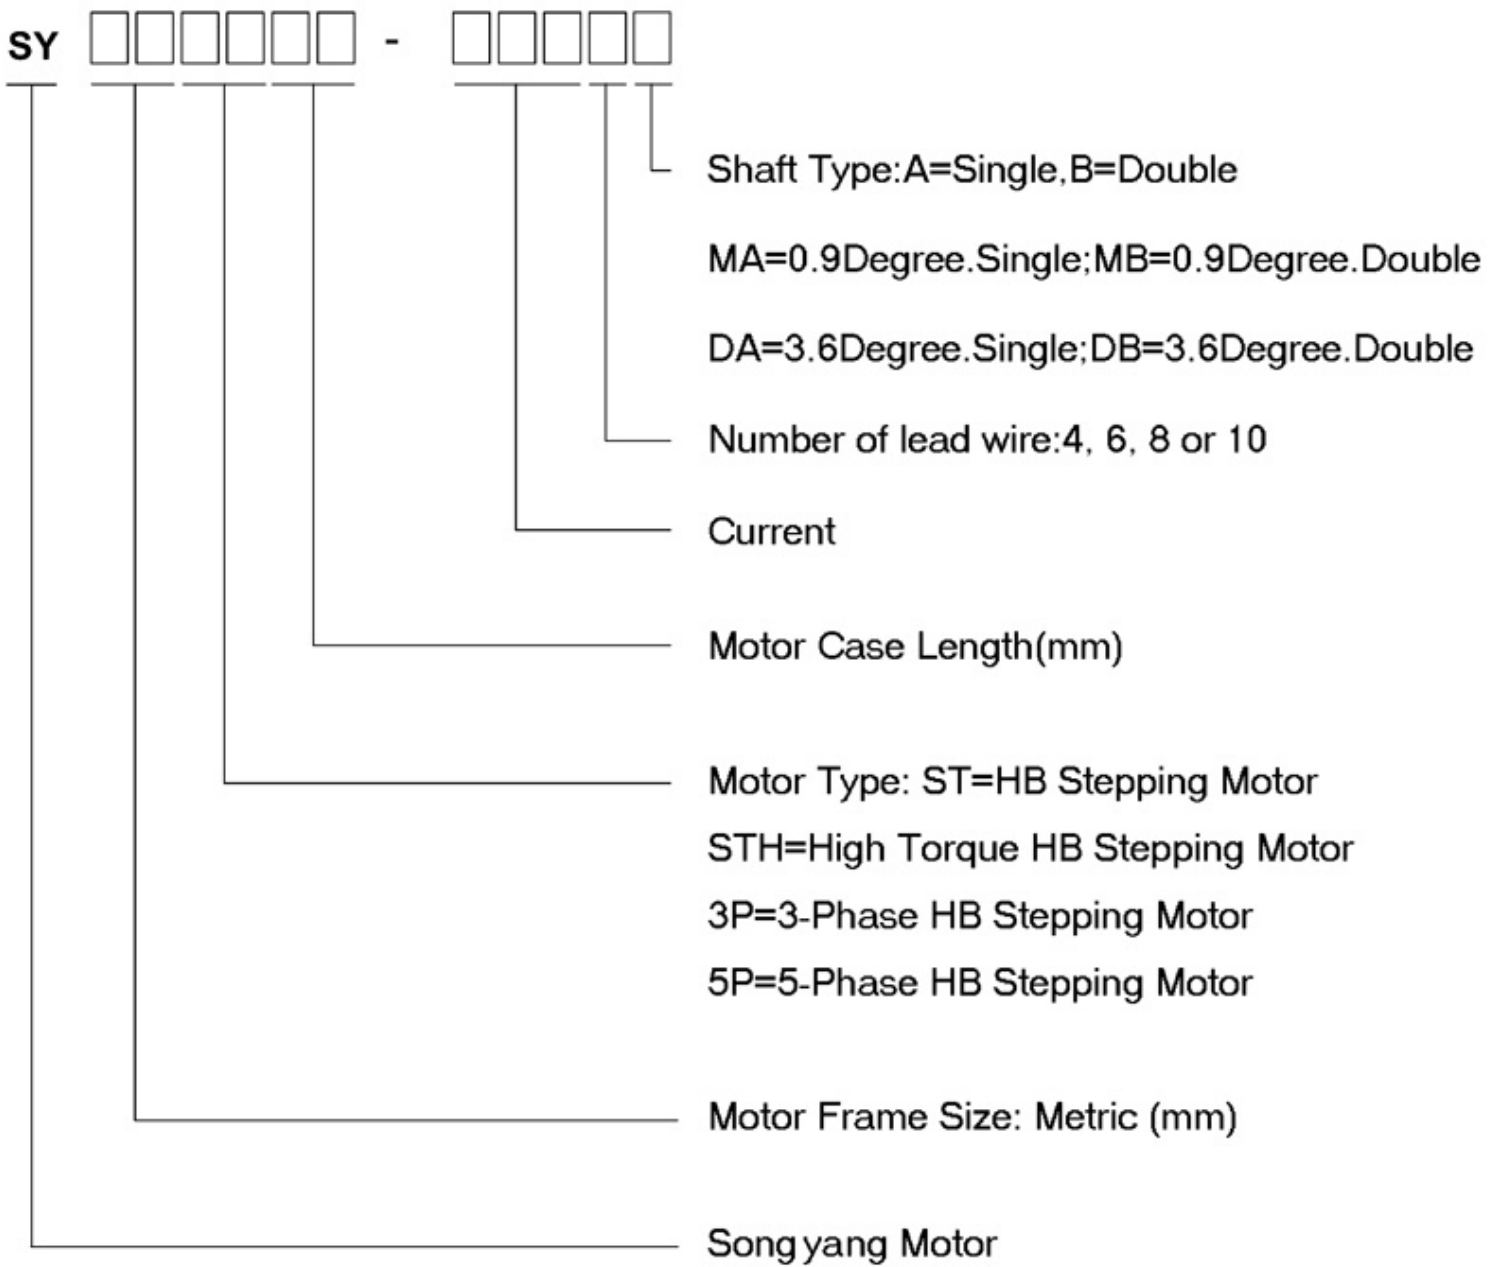 SY □□□□□□ - □□□□□
Shaft Type:A=Single,B=Double
MA=0.9Degree.Single;MB=0.9Degree.Double
DA=3.6Degree.Single;DB=3.6Degree.Double
Number of lead wire:4, 6, 8 or 10
Current
Motor Case Length(mm)
Motor Type: ST=HB Stepping Motor
STH=High Torque HB Stepping Motor
3P=3-Phase HB Stepping Motor
5P=5-Phase HB Stepping Motor
Motor Frame Size: Metric (mm)
Songyang Motor